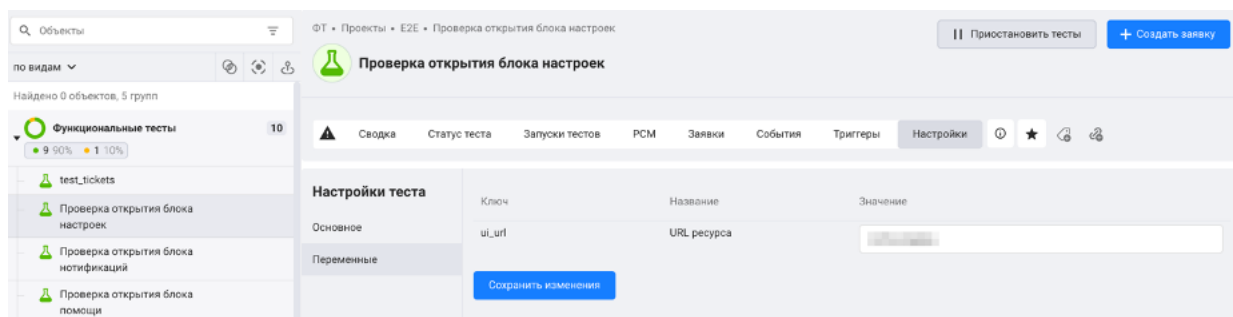 Объекты
по видам
Найдено 0 объектов, 5 групп
Функциональные тесты 10
9 90% 1 10%
test_tickets
Проверка открытия блока
настроек
Проверка открытия блока
нотификаций
Проверка открытия блока
помощи
ФТ • Проекты • E2E • Проверка открытия блока настроек
Проверка открытия блока настроек
Приостановить тесты
+ Создать заявку
Сводка Статус теста Запуски тестов РСМ Заявки События Триггеры Настройки
Настройки теста
Основное
Переменные
Ключ Название Значение
ui_url URL ресурса
Сохранить изменения